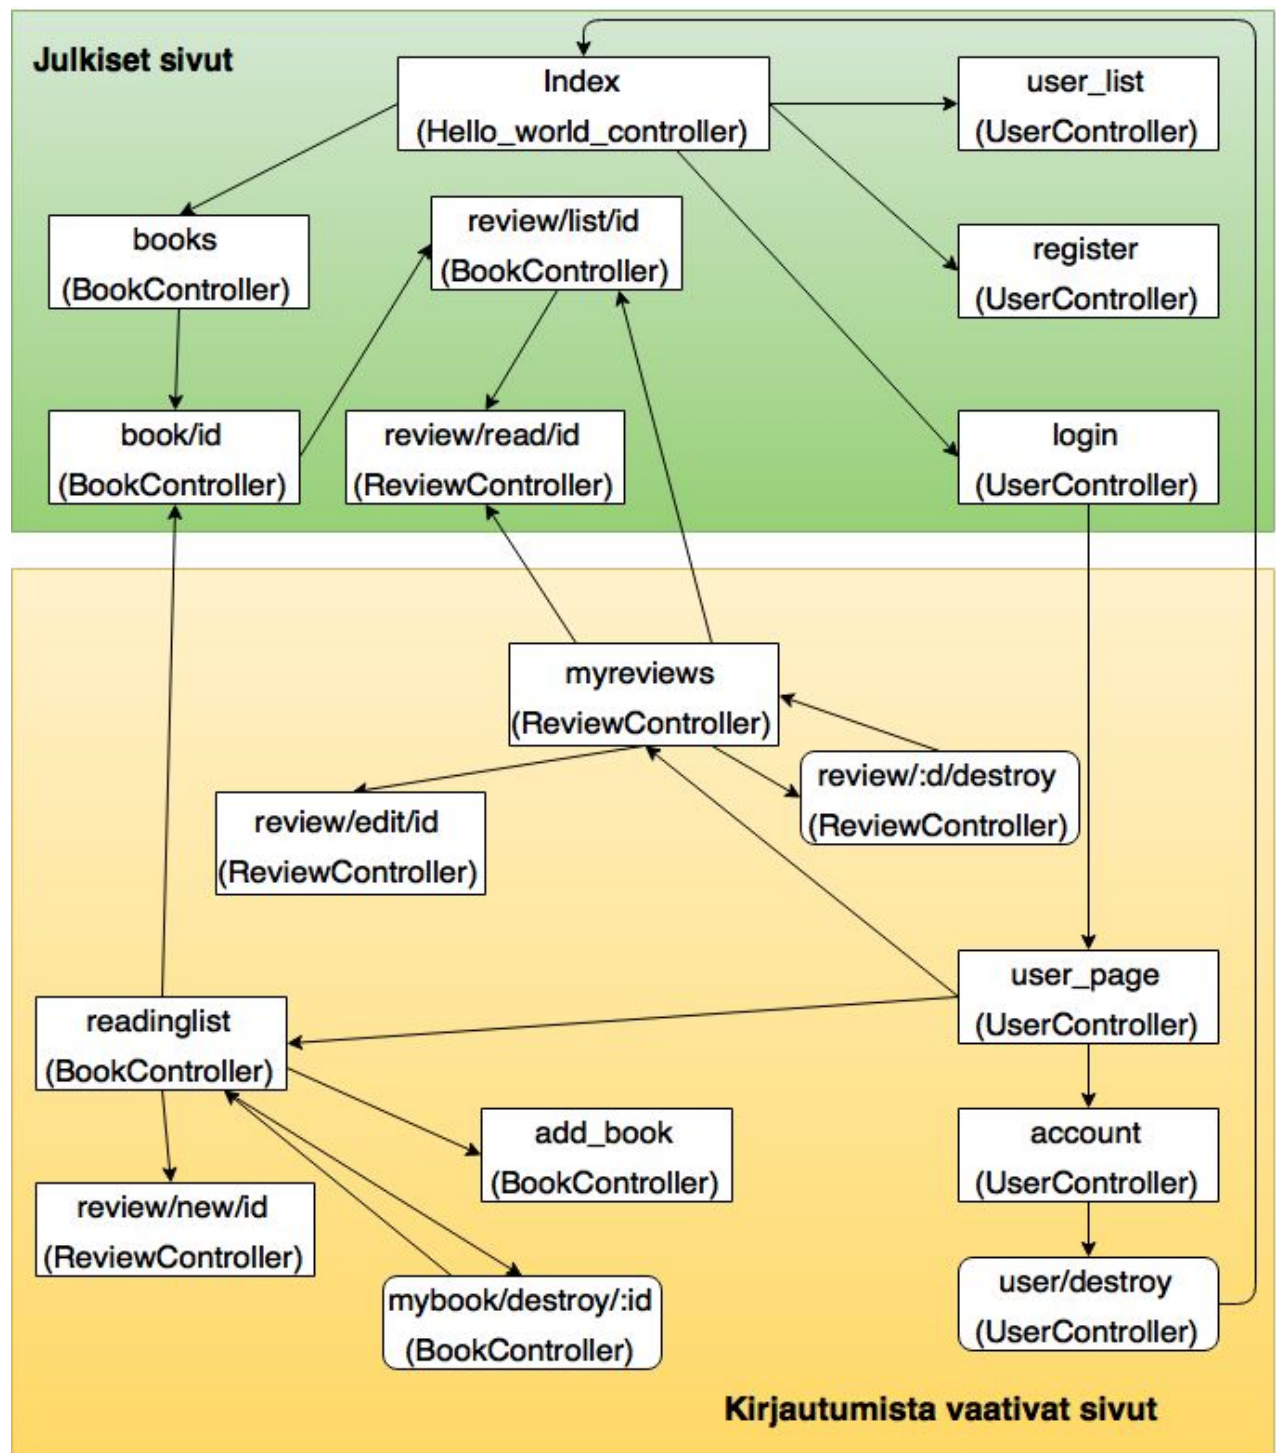 Julkiset sivut
Index
(Hello_world_controller)
user_list
(UserController)
books
(BookController)
review/list/id
(BookController)
register
(UserController)
book/id
(BookController)
review/read/id
(ReviewController)
login
(UserController)
myreviews
(ReviewController)
review/:d/destroy
(ReviewController)
review/edit/id
(ReviewController)
user_page
(UserController)
readinglist
(BookController)
add_book
(BookController)
account
(UserController)
review/new/id
(ReviewController)
mybook/destroy/:id
(BookController)
user/destroy
(UserController)
Kirjautumista vaativat sivut